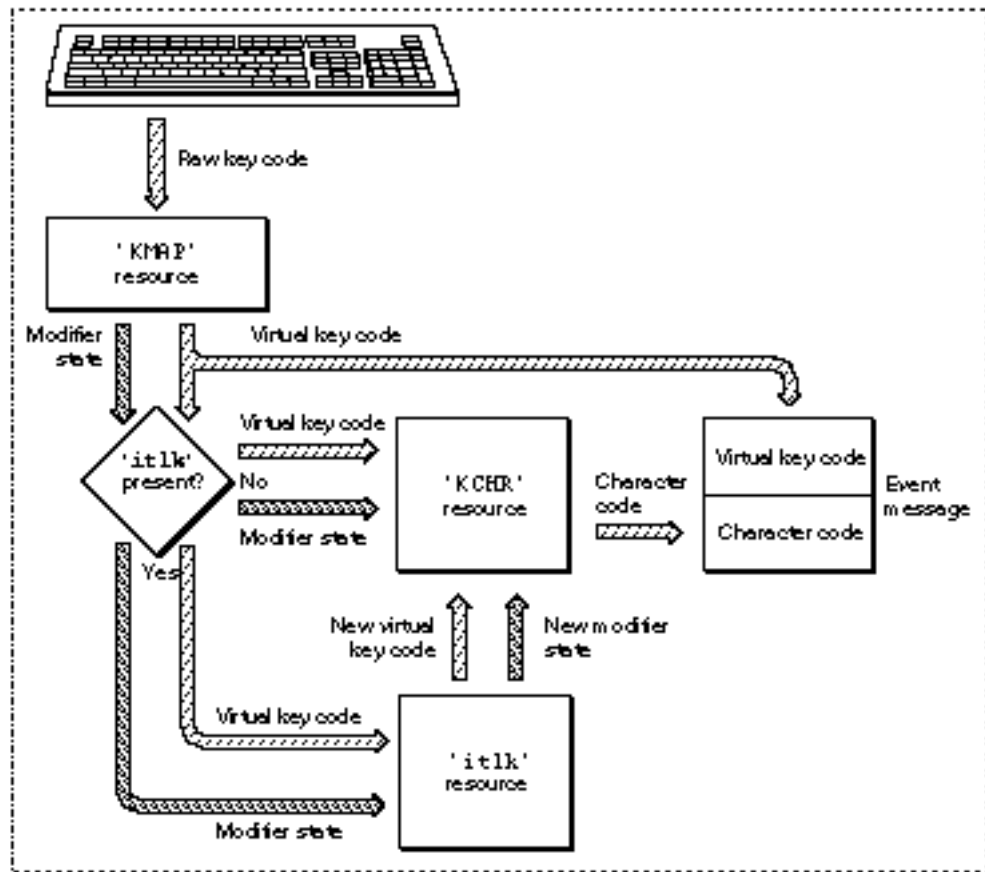 Raw key code
'KMAP'
resource
Modifier
state
Virtual key code
'itlk'
present?
Virtual key code
No
Modifier state
'KCHR'
resource
Character
code
Virtual key code
Character code
Event
message
Yes
New virtual
key code
New modifier
state
Virtual key code
'itlk'
resource
Modifier state